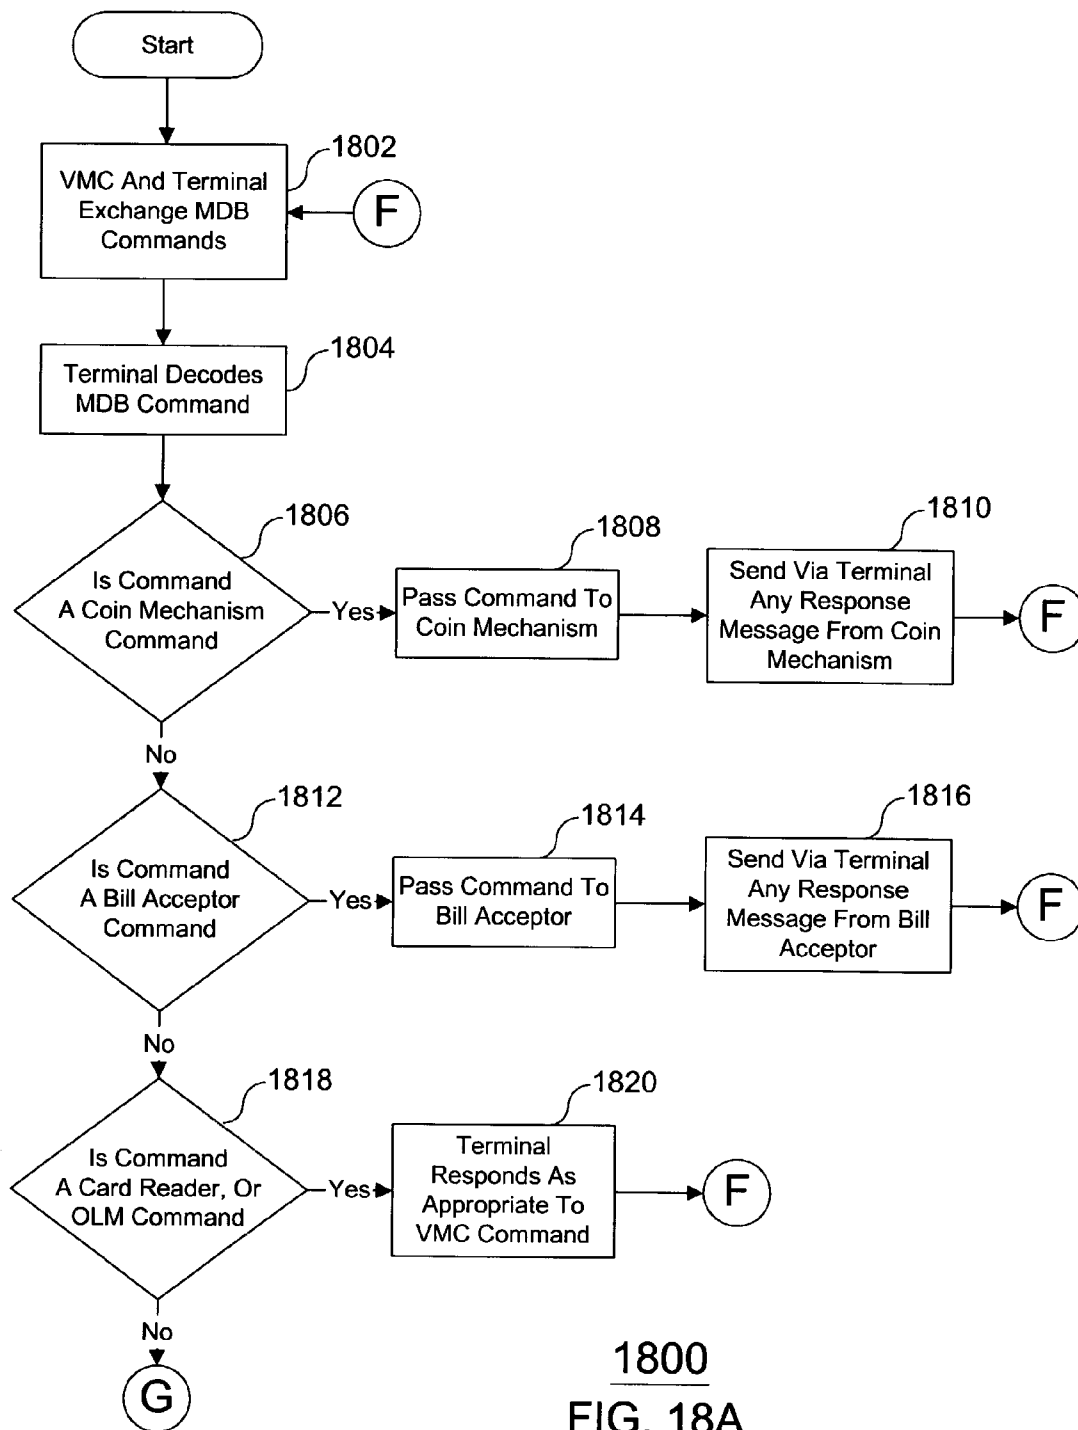 Start
1802
VMC And Terminal
Exchange MDB
Commands
F
1804
Terminal Decodes
MDB Command
1806
Is Command
A Coin Mechanism
Command
Yes
1808
Pass Command To
Coin Mechanism
1810
Send Via Terminal
Any Response
Message From Coin
Mechanism
F
No
1812
Is Command
A Bill Acceptor
Command
Yes
1814
Pass Command To
Bill Acceptor
1816
Send Via Terminal
Any Response
Message From Bill
Acceptor
F
No
1818
Is Command
A Card Reader, Or
OLM Command
Yes
1820
Terminal
Responds As
Appropriate To
VMC Command
F
No
G
1800
FIG. 18A